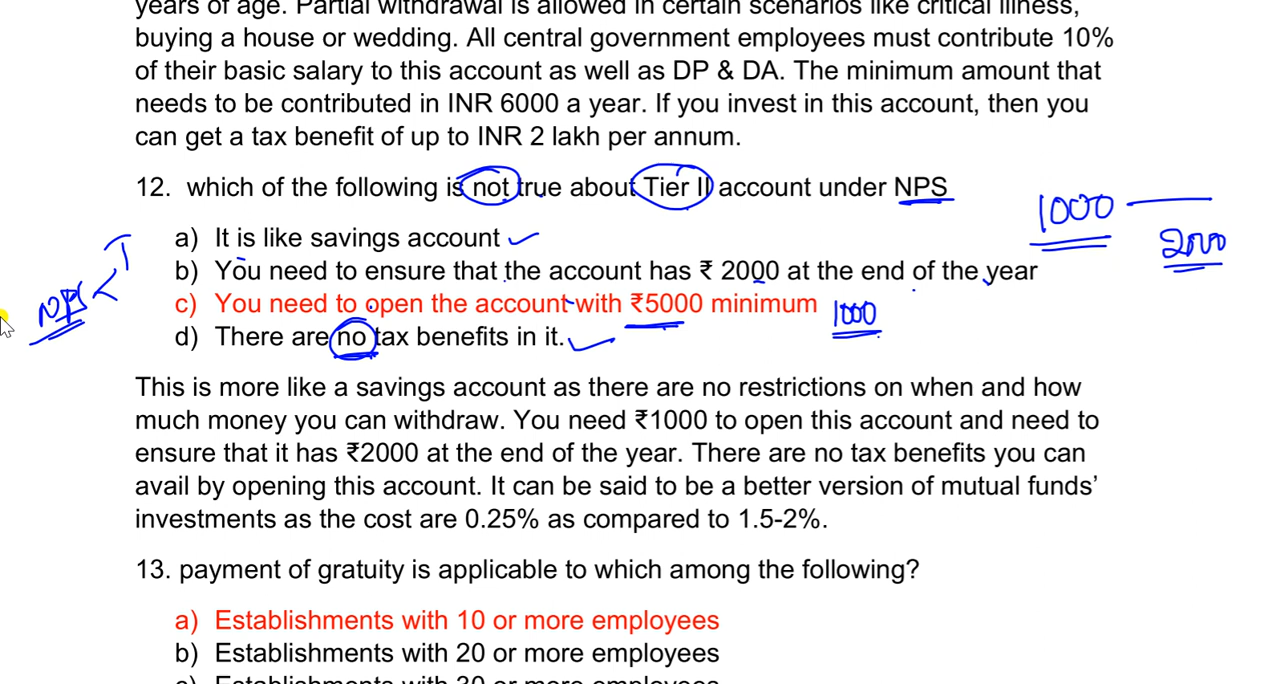 years of age. Partial withdrawal is allowed in certain scenarios like critical illness,
buying a house or wedding. All central government employees must contribute 10%
of their basic salary to this account as well as DP & DA. The minimum amount that
needs to be contributed in INR 6000 a year. If you invest in this account, then you
can get a tax benefit of up to INR 2 lakh per annum.
12. which of the following is not true about Tier II account under NPS
1000
2000
a) It is like savings account
b) You need to ensure that the account has ₹ 2000 at the end of the year
NPS
c) You need to open the account with ₹5000 minimum
1000
d) There are no tax benefits in it.
This is more like a savings account as there are no restrictions on when and how
much money you can withdraw. You need ₹1000 to open this account and need to
ensure that it has ₹2000 at the end of the year. There are no tax benefits you can
avail by opening this account. It can be said to be a better version of mutual funds’
investments as the cost are 0.25% as compared to 1.5-2%.
13. payment of gratuity is applicable to which among the following?
a) Establishments with 10 or more employees
b) Establishments with 20 or more employees